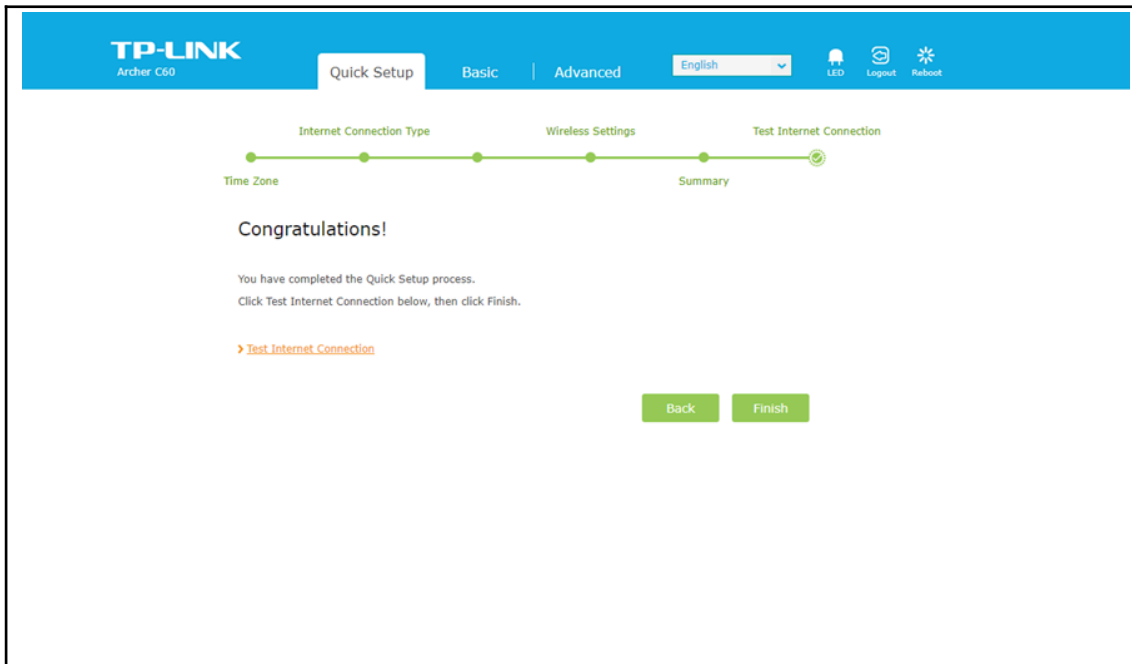 TP-LINK
Archer C60
Quick Setup
Basic
Advanced
English
LED
Logout
Reboot
Internet Connection Type
Wireless Settings
Test Internet Connection
Time Zone
Summary
Congratulations!
You have completed the Quick Setup process.
Click Test Internet Connection below, then click Finish.
Test Internet Connection
Back
Finish